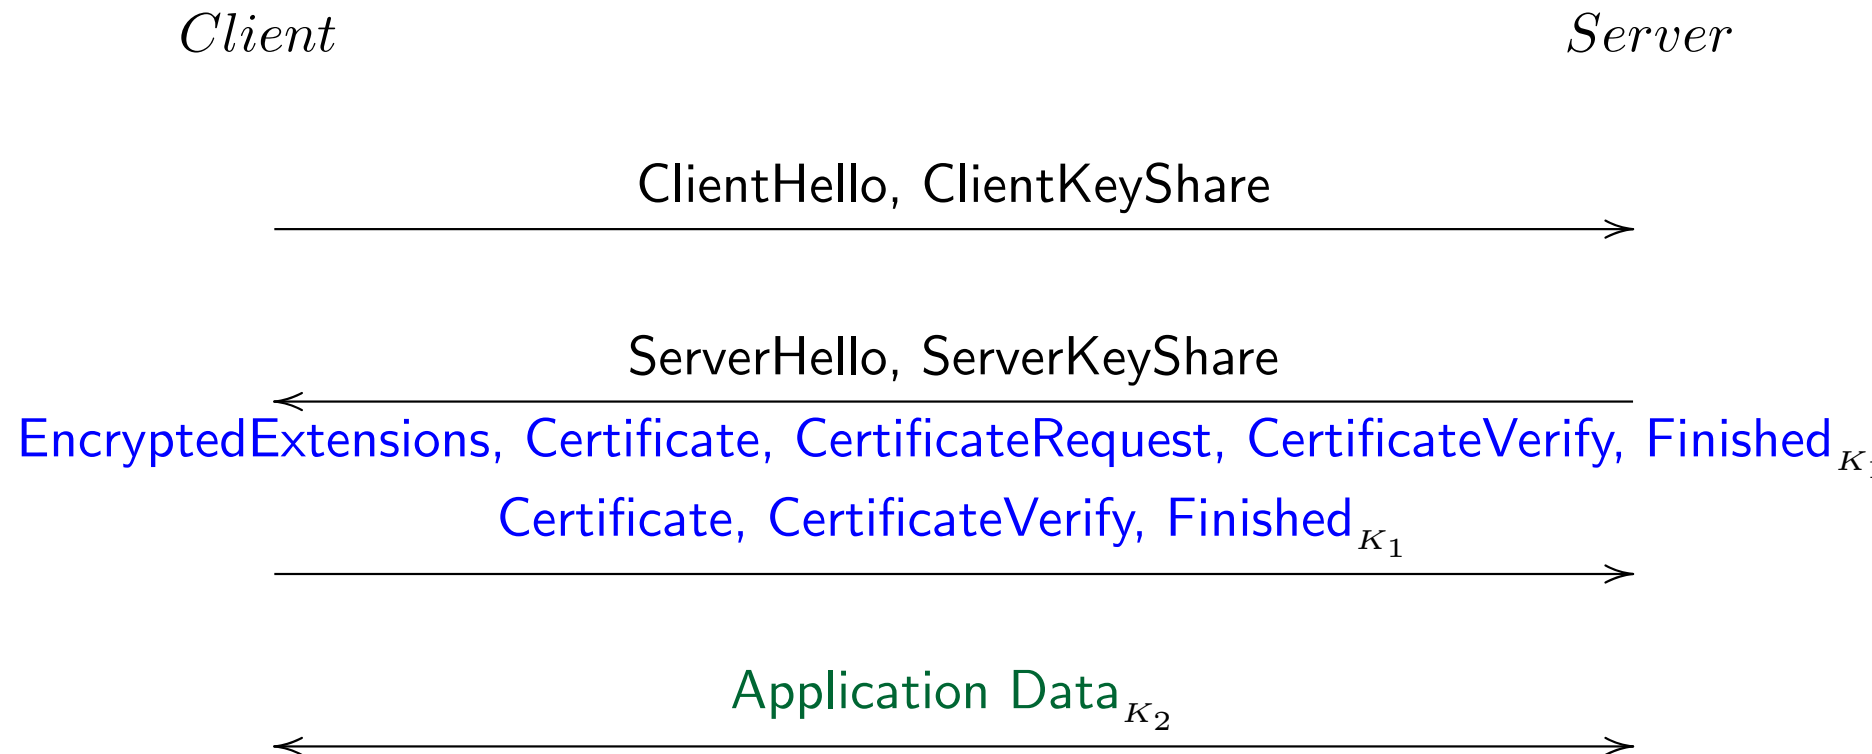 Client Server
ClientHello, ClientKeyShare
ServerHello, ServerKeyShare
EncryptedExtensions, Certificate, CertificateRequest, CertificateVerify, Finished K
Certificate, CertificateVerify, Finished K1
Application Data K2